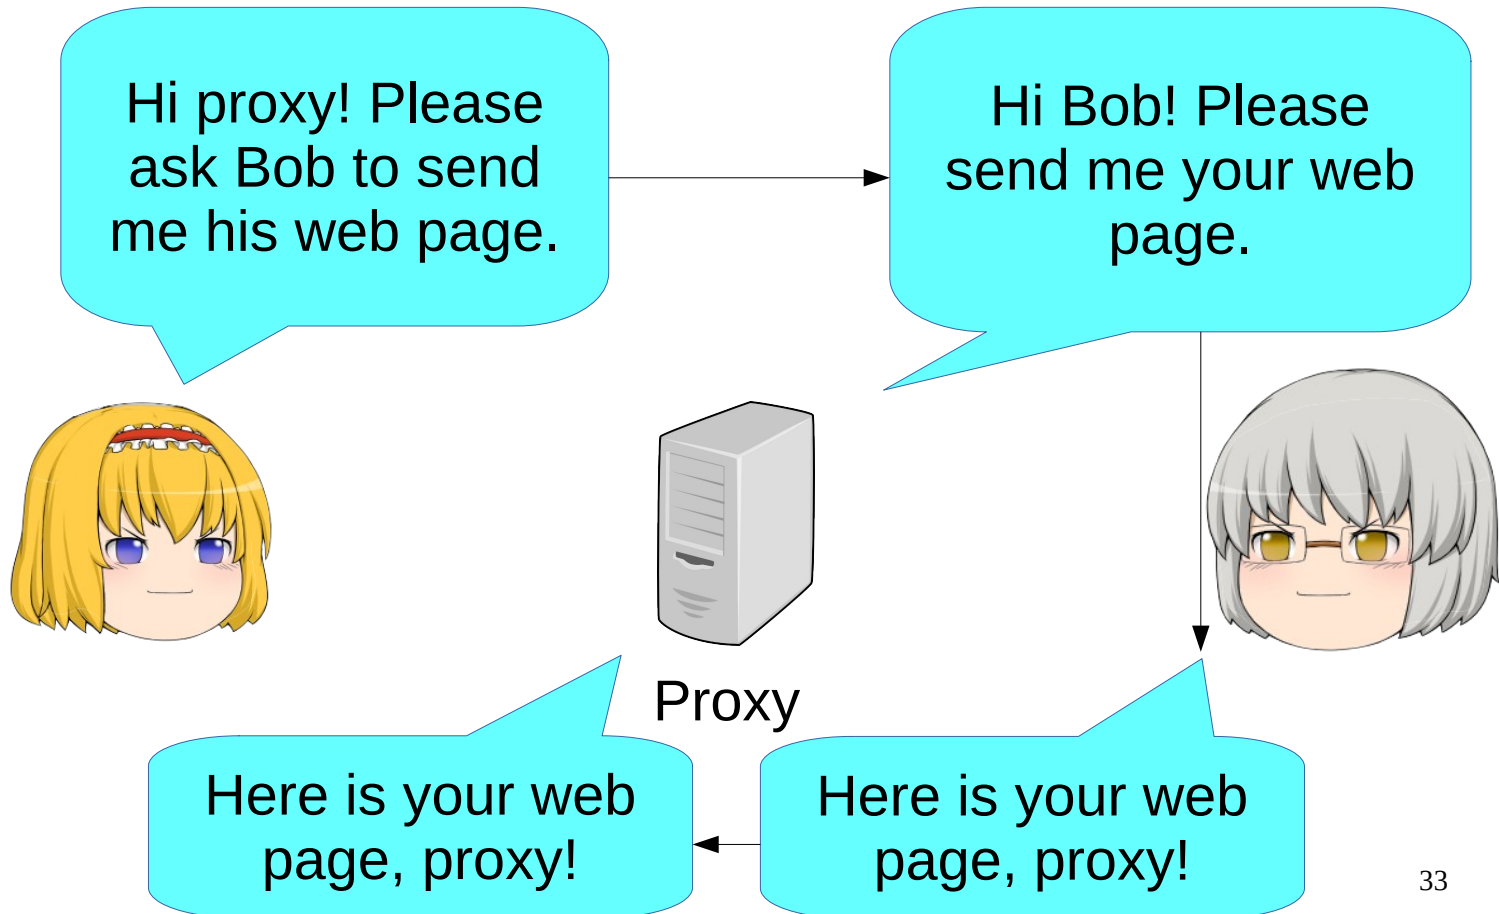 Hi proxy! Please
ask Bob to send
me his web page.
Hi Bob! Please
send me your web
page.
Proxy
Here is your web
page, proxy!
Here is your web
page, proxy!
33